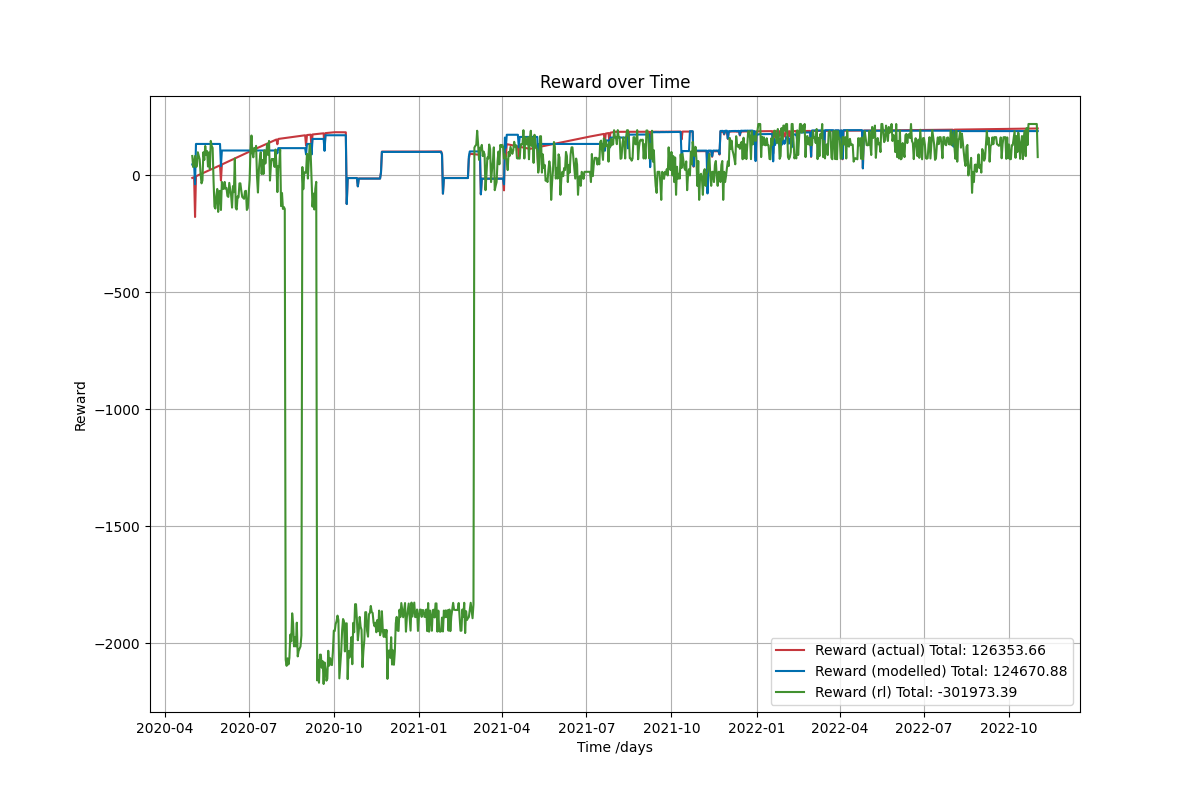 Reward over Time
Reward
0
−500
−1000
−1500
−2000
Reward (actual) Total: 126353.66
Reward (modelled) Total: 124670.88
Reward (rl) Total: -301973.39
2020-04 2020-07 2020-10 2021-01 2021-04 2021-07 2021-10 2022-01 2022-04 2022-07 2022-10
Time /days